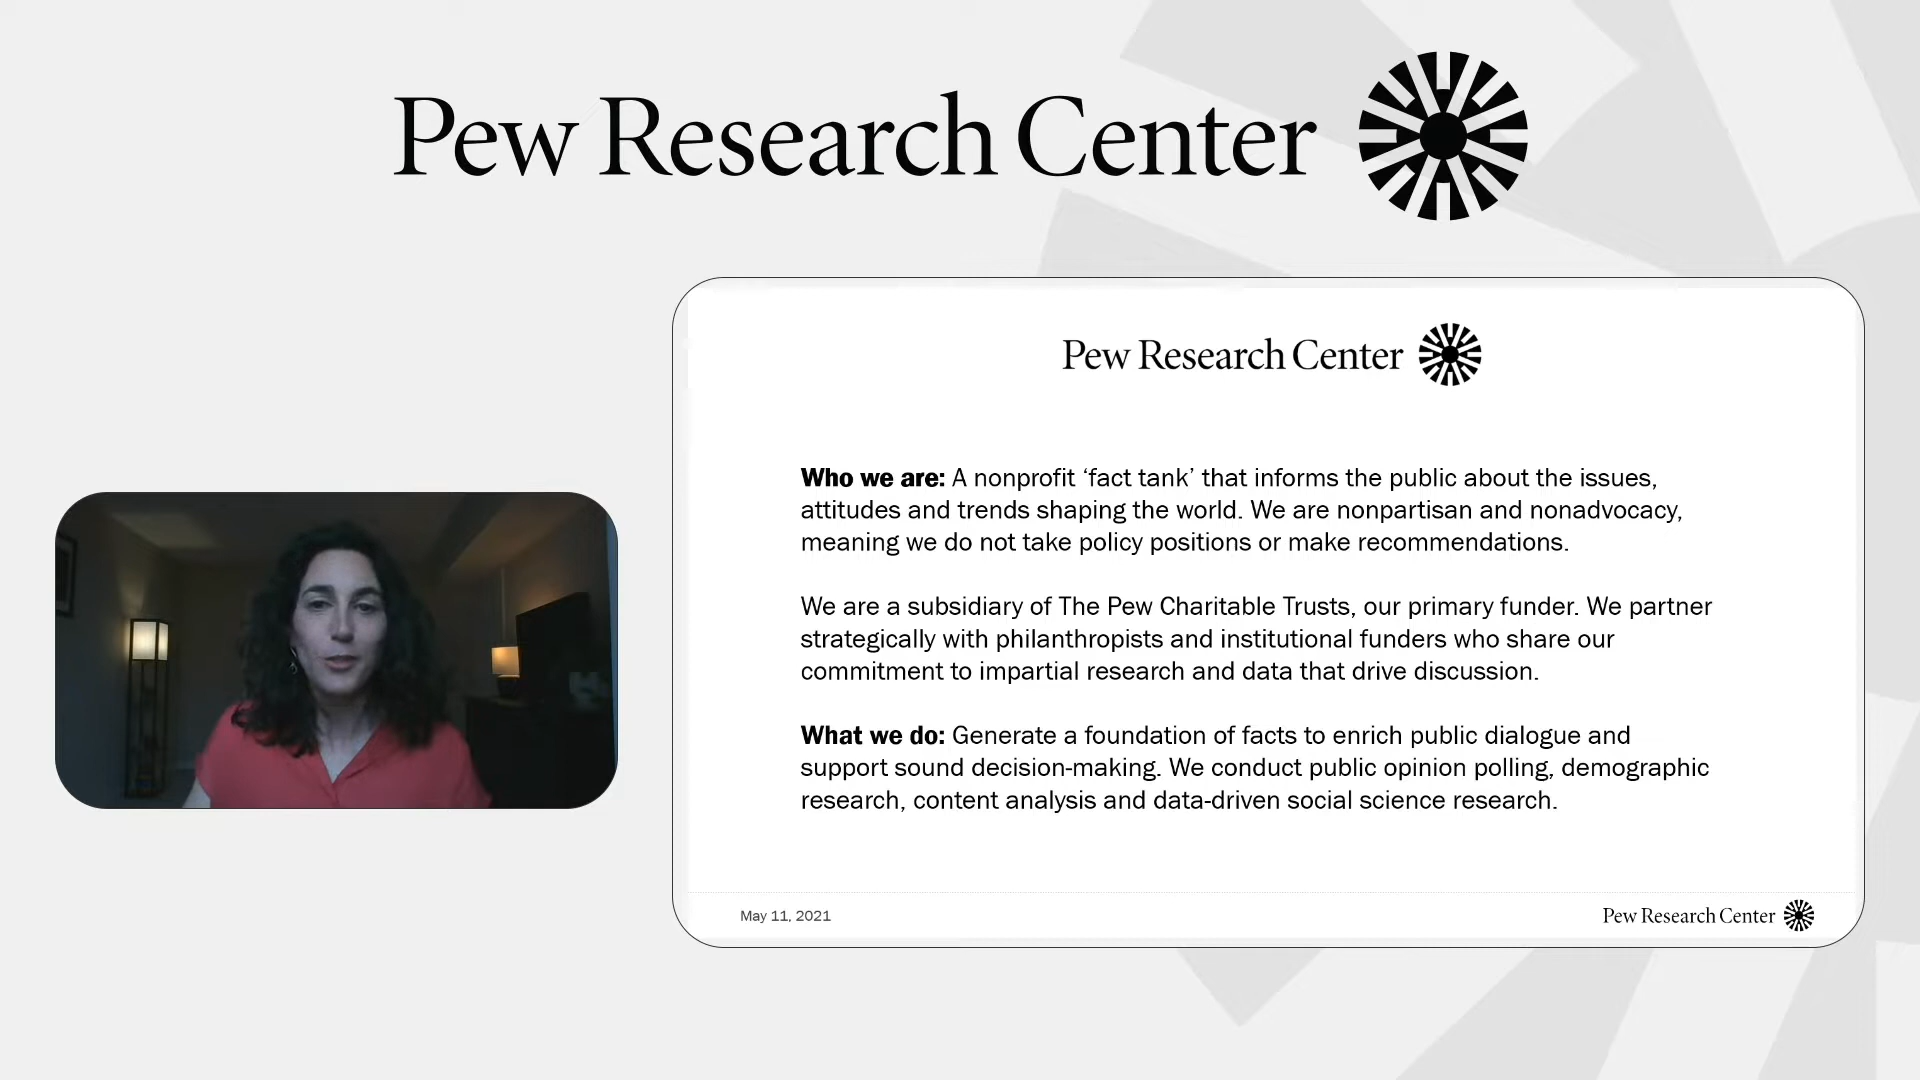 Pew Research Center
Pew Research Center
Who we are: A nonprofit ‘fact tank’ that informs the public about the issues,
attitudes and trends shaping the world. We are nonpartisan and nonadvocacy,
meaning we do not take policy positions or make recommendations.
We are a subsidiary of The Pew Charitable Trusts, our primary funder. We partner
strategically with philanthropists and institutional funders who share our
commitment to impartial research and data that drive discussion.
What we do: Generate a foundation of facts to enrich public dialogue and
support sound decision-making. We conduct public opinion polling, demographic
research, content analysis and data-driven social science research.
May 11, 2021
Pew Research Center